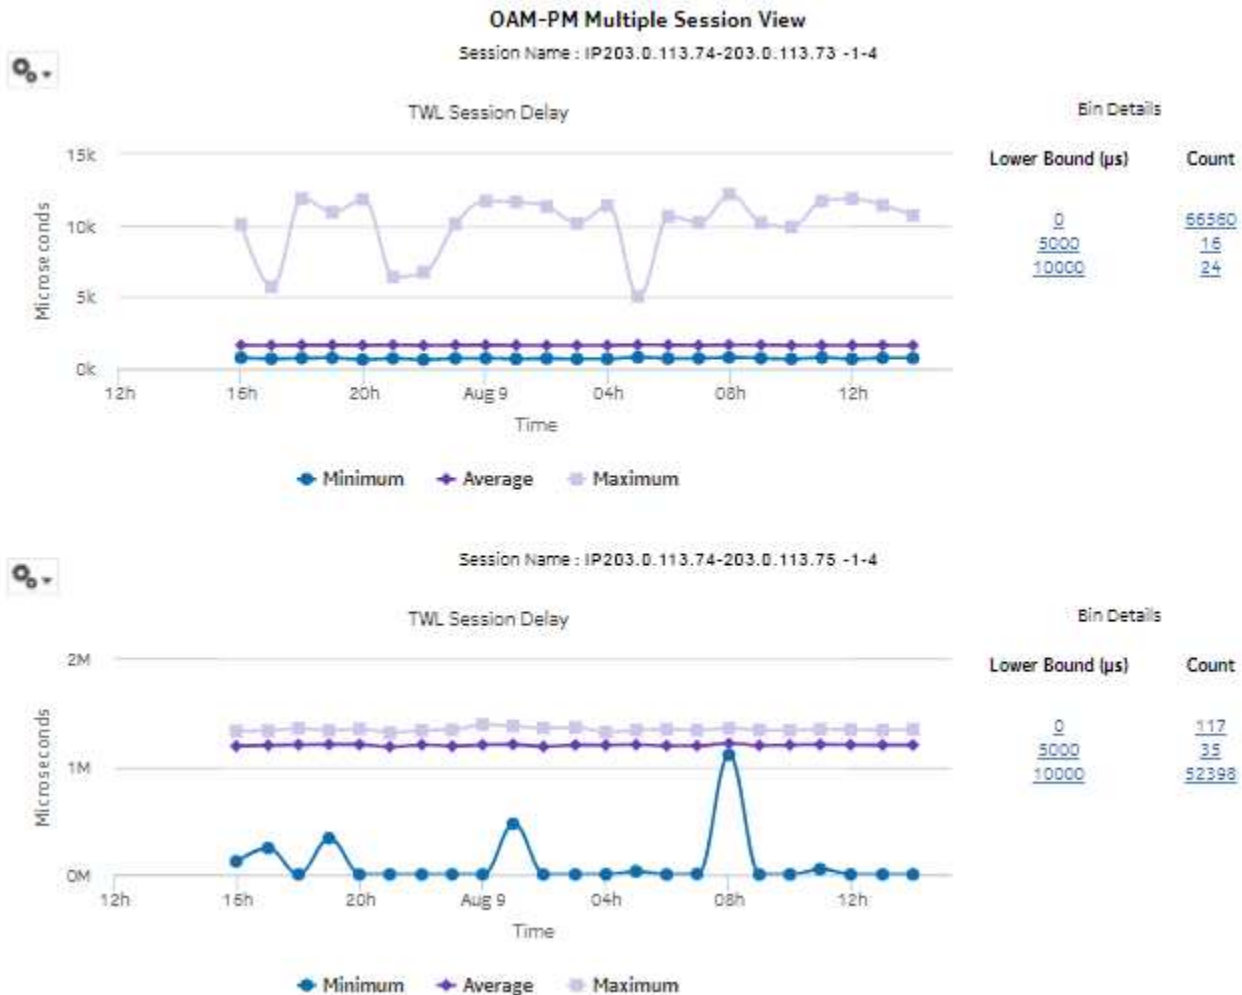 OAM-PM Multiple Session View
Session Name : IP203.0.113.74-203.0.113.73 -1-4
TWL Session Delay
Bin Details
Lower Bound (µs) Count
0 66560
5000 16
10000 24
Microseconds
15k
10k
5k
0k
12h 16h 20h Aug 9 04h 08h 12h
Time
Minimum Average Maximum
Session Name : IP203.0.113.74-203.0.113.75 -1-4
TWL Session Delay
Bin Details
Lower Bound (µs) Count
0 117
5000 35
10000 52398
Microseconds
2M
1M
0M
12h 16h 20h Aug 9 04h 08h 12h
Time
Minimum Average Maximum